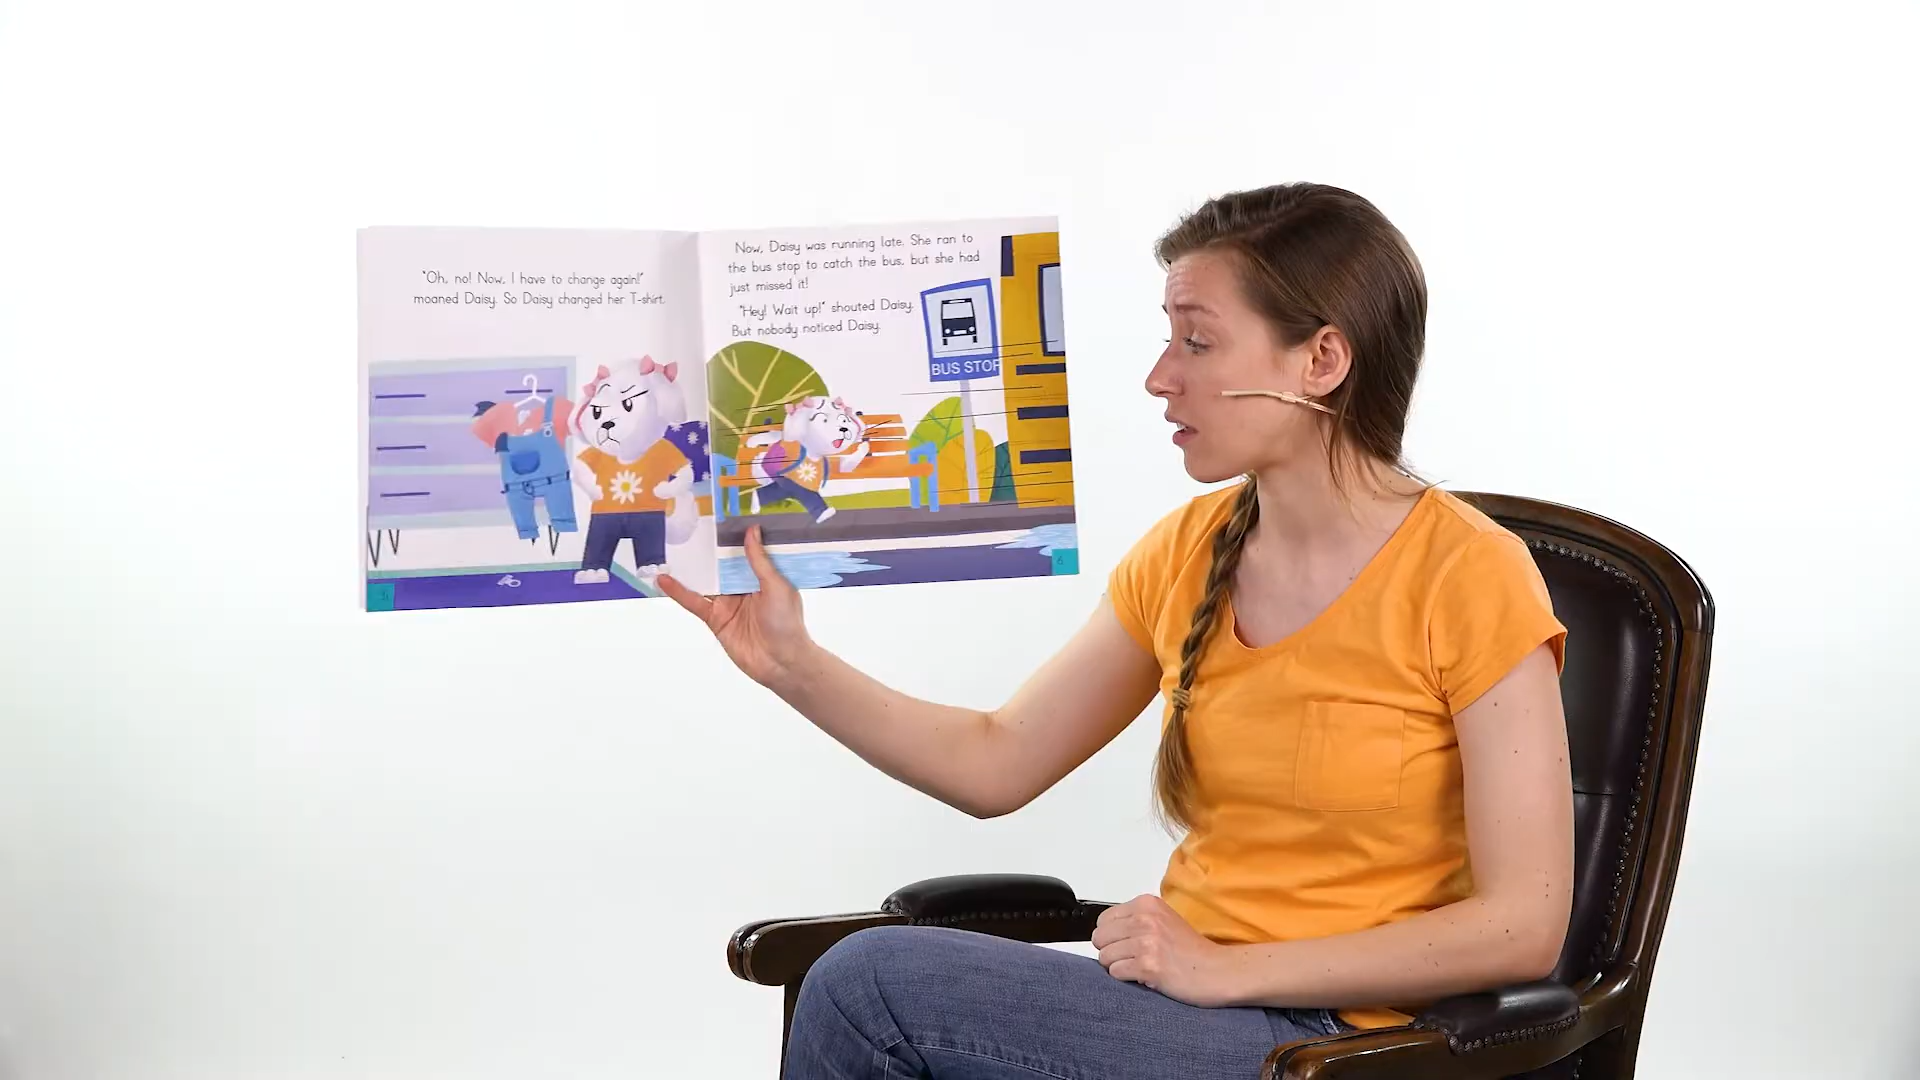 "Oh, no! Now, I have to change again!"
moaned Daisy. So Daisy changed her T-shirt.
5
Now, Daisy was running late. She ran to
the bus stop to catch the bus, but she had
just missed it!
"Hey! Wait up!" shouted Daisy.
But nobody noticed Daisy.
BUS STOP
6